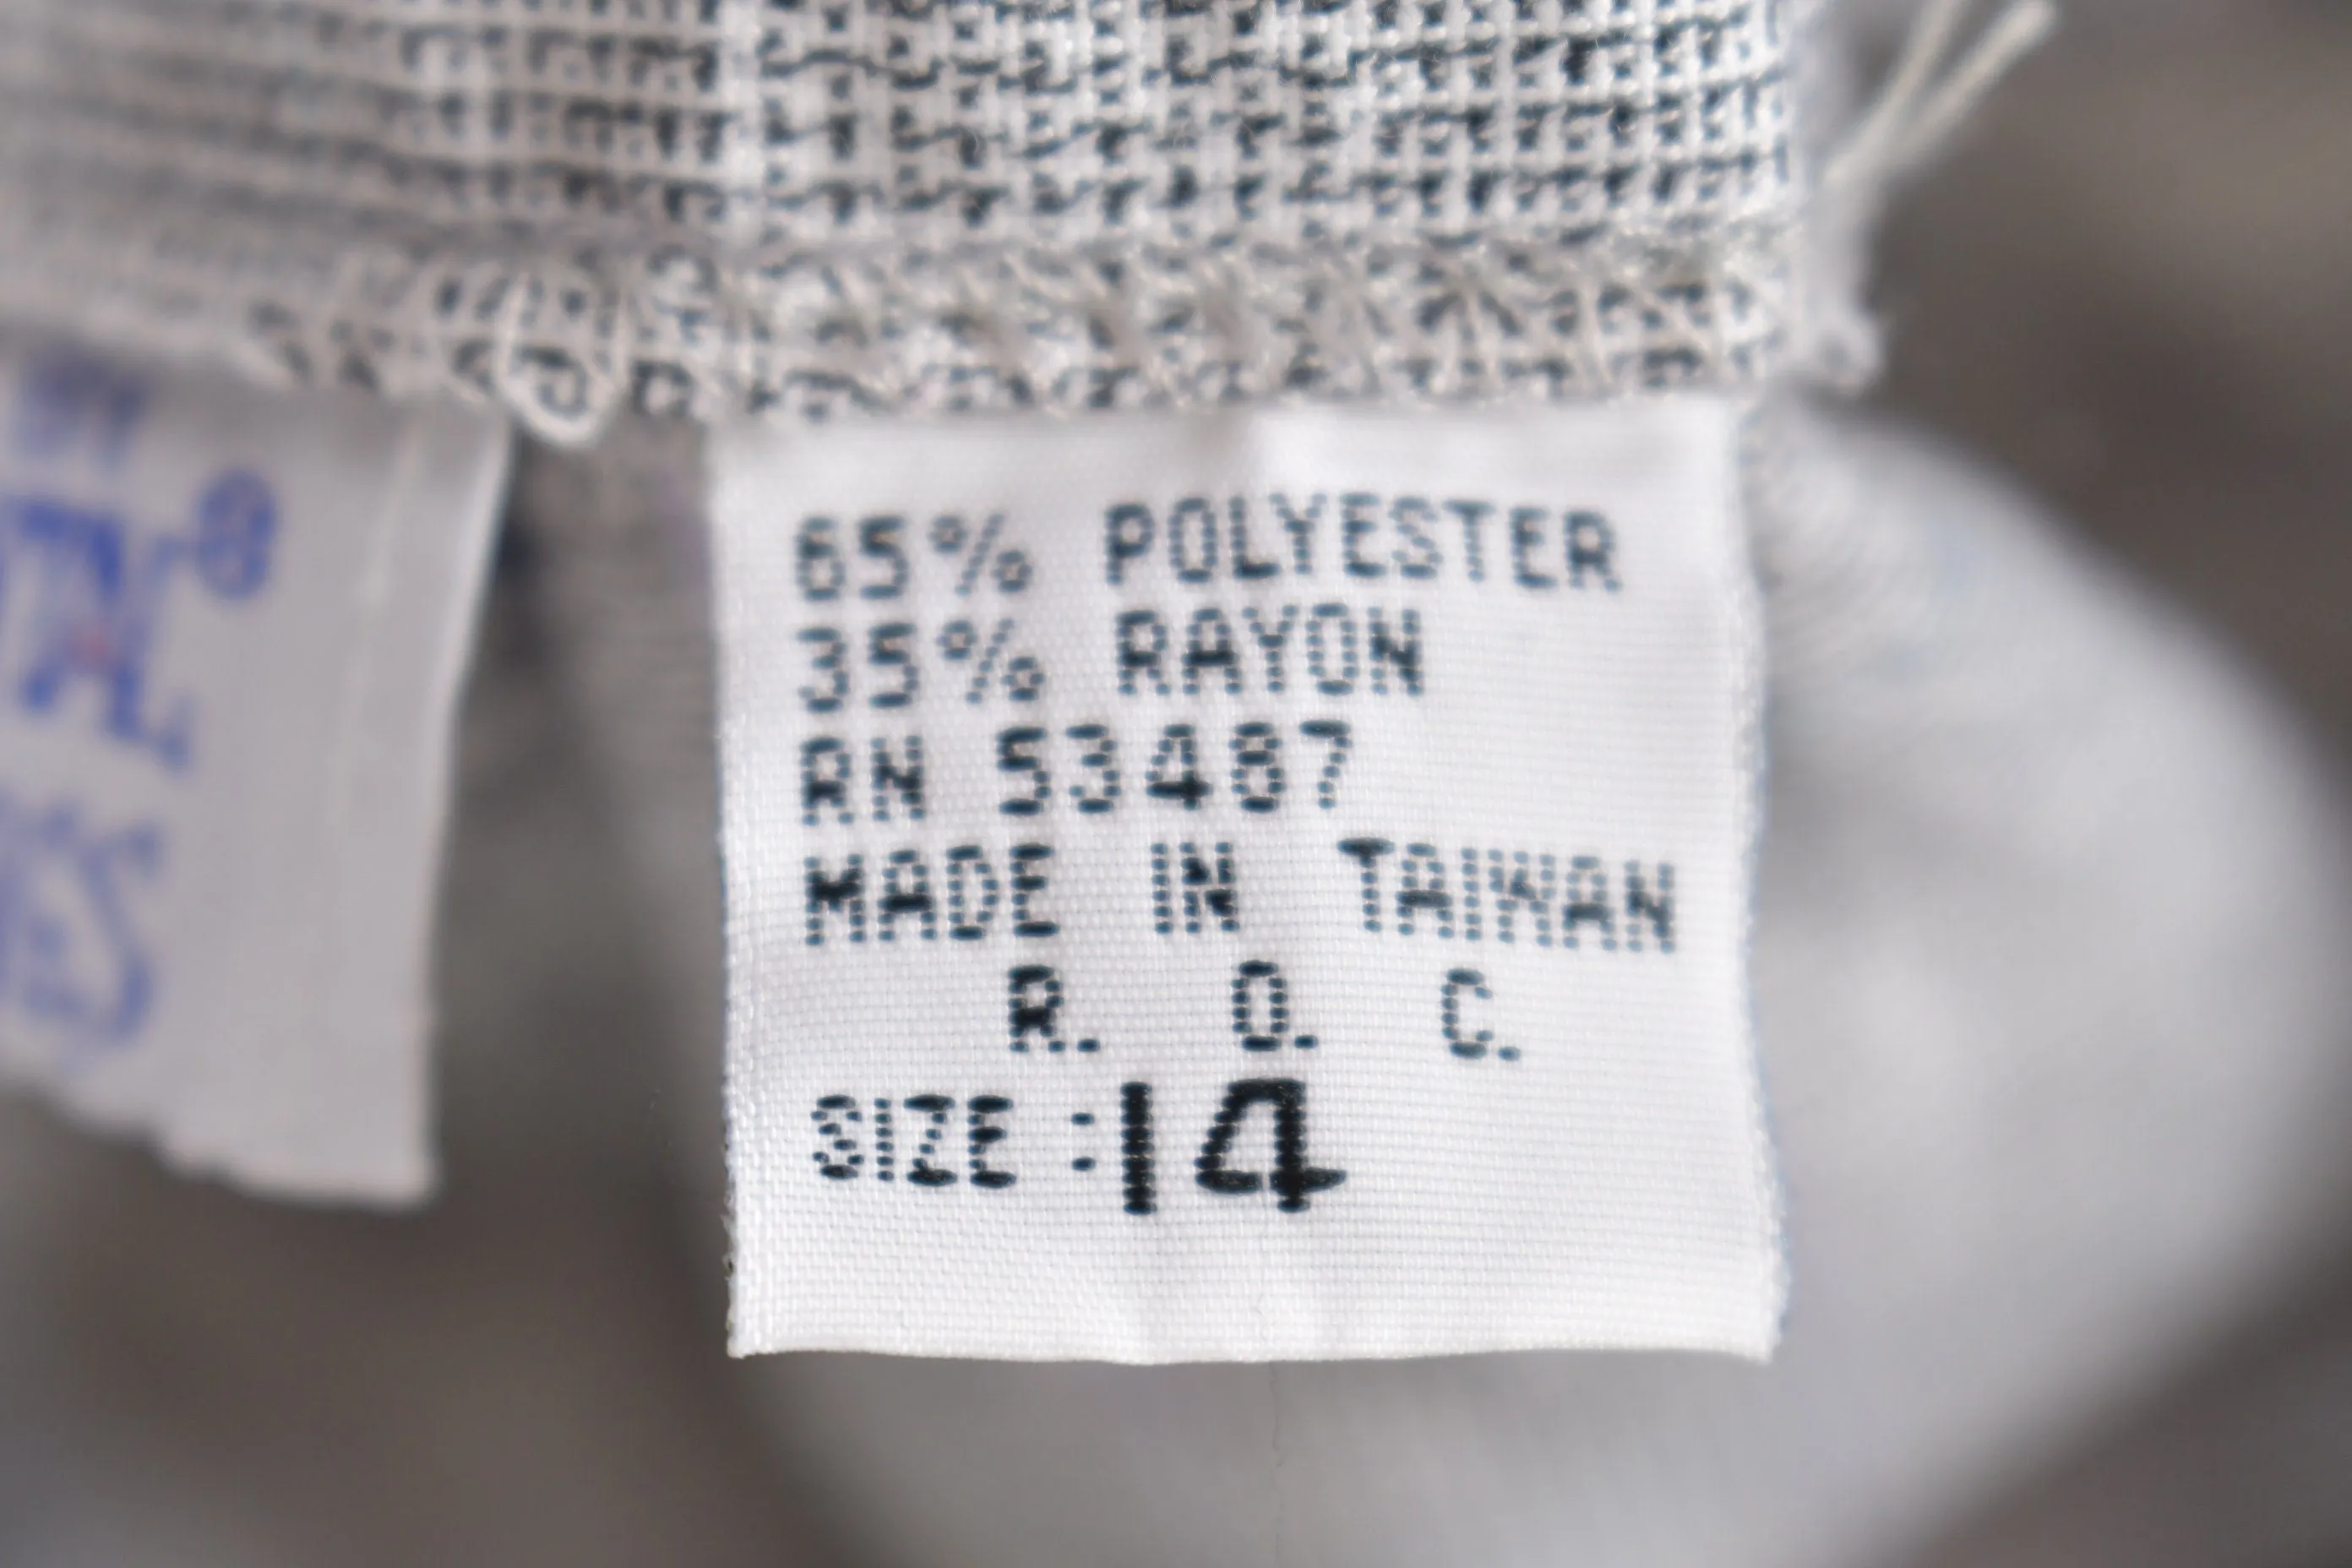 65% POLYESTER
35% RAYON
RN 53487
MADE IN TAIWAN
R. O. C.
SIZE :14